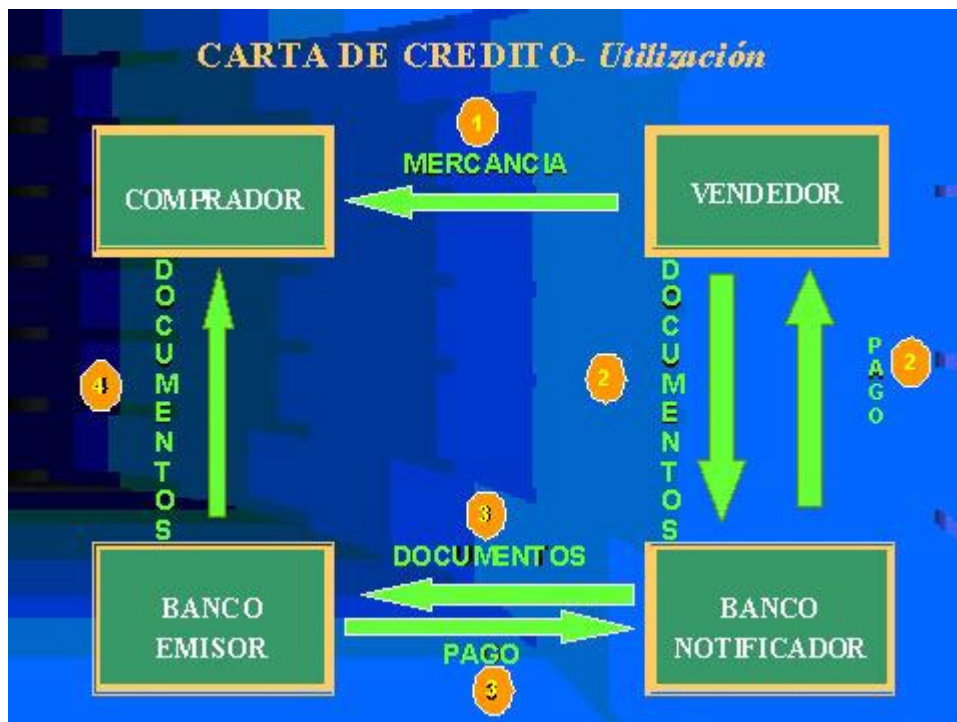 CARTA DE CREDITO- Utilización
1
MERCANCIA
COMPRADOR
VENDEDOR
DOCUMENTOS
4
2
DOCUMENTOS
PAGO
2
3
DOCUMENTOS
BANCO
EMISOR
PAGO
3
BANCO
NOTIFICADOR